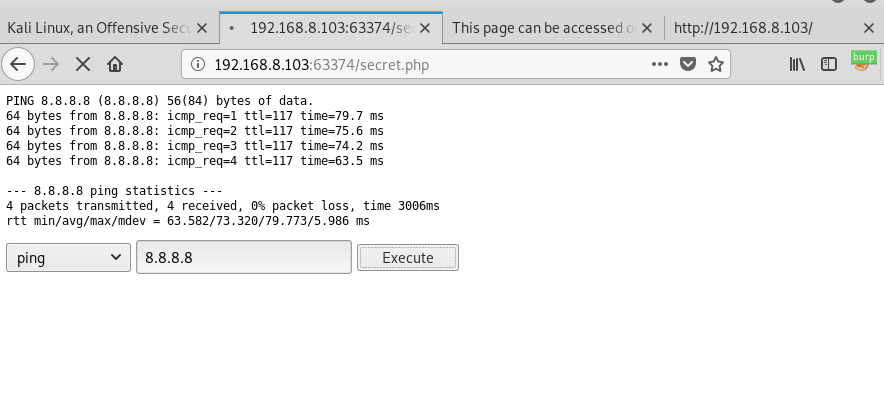 Kali Linux, an Offensive Secu
192.168.8.103:63374/se
This page can be accessed o
http://192.168.8.103/
192.168.8.103:63374/secret.php
burp
PING 8.8.8.8 (8.8.8.8) 56(84) bytes of data.
64 bytes from 8.8.8.8: icmp_req=1 ttl=117 time=79.7 ms
64 bytes from 8.8.8.8: icmp_req=2 ttl=117 time=75.6 ms
64 bytes from 8.8.8.8: icmp_req=3 ttl=117 time=74.2 ms
64 bytes from 8.8.8.8: icmp_req=4 ttl=117 time=63.5 ms
--- 8.8.8.8 ping statistics ---
4 packets transmitted, 4 received, 0% packet loss, time 3006ms
rtt min/avg/max/mdev = 63.582/73.320/79.773/5.986 ms
ping
8.8.8.8
Execute